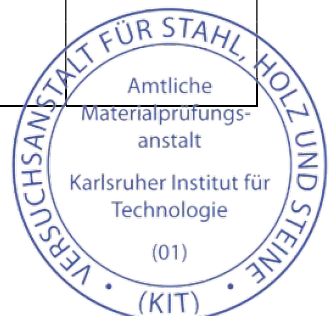 VERSUCHSANSTALT FÜR STAHL, HOLZ UND STEINE
Amtliche
Materialprüfungs-
anstalt
Karlsruher Institut für
Technologie
(01)
• (KIT) •